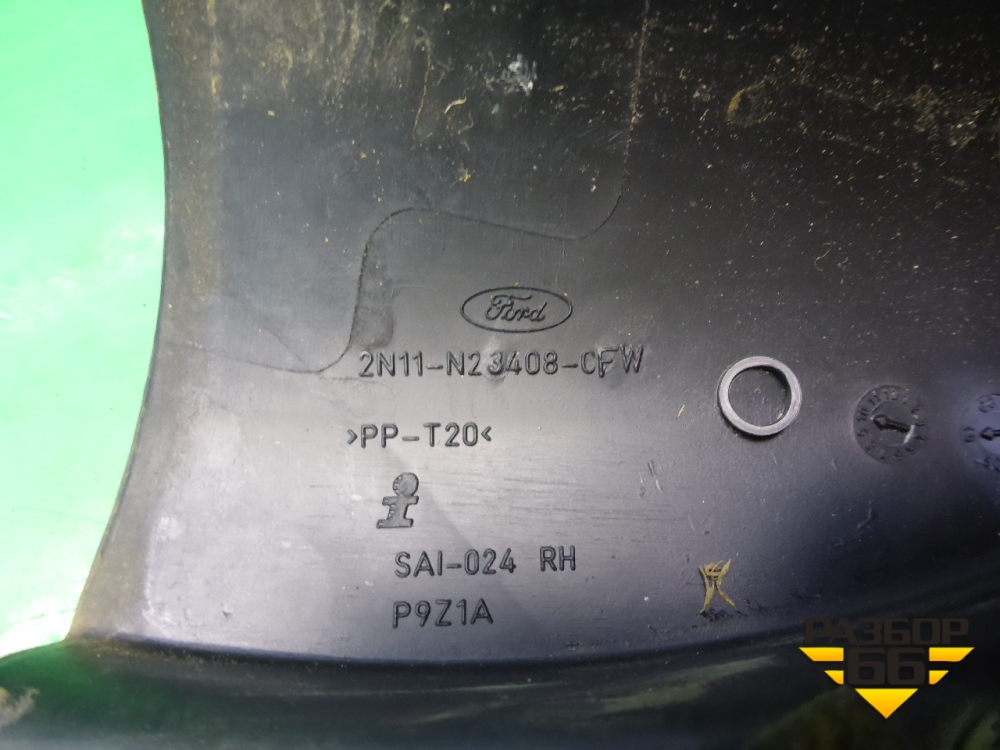 Ford
2N11-N23408-CFW
>PP-T20<
SAI-024 RH
P9Z1A
РАЗБОР
66